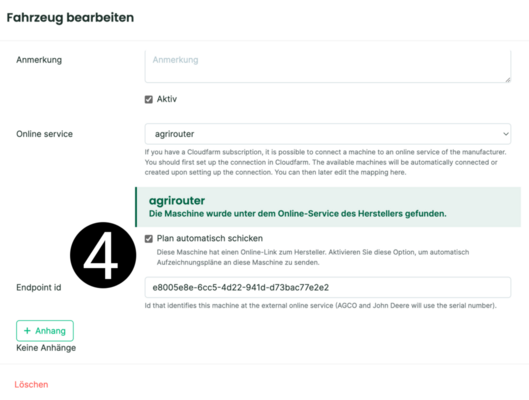 Fahrzeug bearbeiten
Anmerkung
Anmerkung
Aktiv
Online service
agrirouter
If you have a Cloudfarm subscription, it is possible to connect a machine to an online service of the manufacturer.
You should first set up the connection in Cloudfarm. The available machines will be automatically connected or
created upon setting up the connection. You can then later edit the mapping here.
agrirouter
Die Maschine wurde unter dem Online-Service des Herstellers gefunden.
4
Plan automatisch schicken
Diese Maschine hat einen Online-Link zum Hersteller. Aktivieren Sie diese Option, um automatisch
Aufzeichnungspläne an diese Maschine zu senden.
Endpoint id
e8005e8e-6cc5-4d22-941d-d73bac77e2e2
Id that identifies this machine at the external online service (AGCO and John Deere will use the serial number).
+ Anhang
Keine Anhänge
Löschen